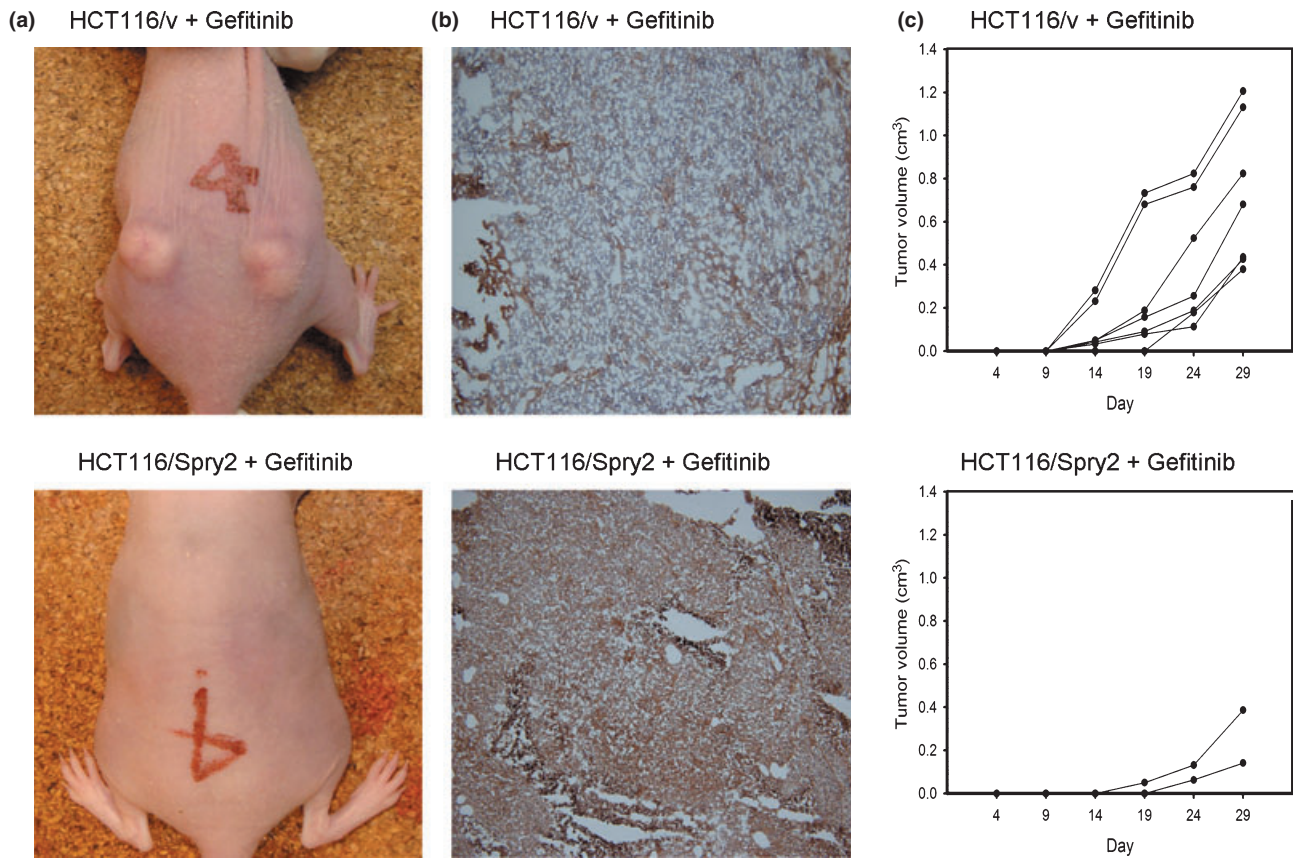 (a) HCT116/v + Gefitinib
(b) HCT116/v + Gefitinib
(c) HCT116/v + Gefitinib
4
Tumor volume (cm³)
1.4
1.2
1.0
0.8
0.6
0.4
0.2
0.0
4 9 14 19 24 29
Day
HCT116/Spry2 + Gefitinib
HCT116/Spry2 + Gefitinib
HCT116/Spry2 + Gefitinib
4
Tumor volume (cm³)
1.4
1.2
1.0
0.8
0.6
0.4
0.2
0.0
4 9 14 19 24 29
Day